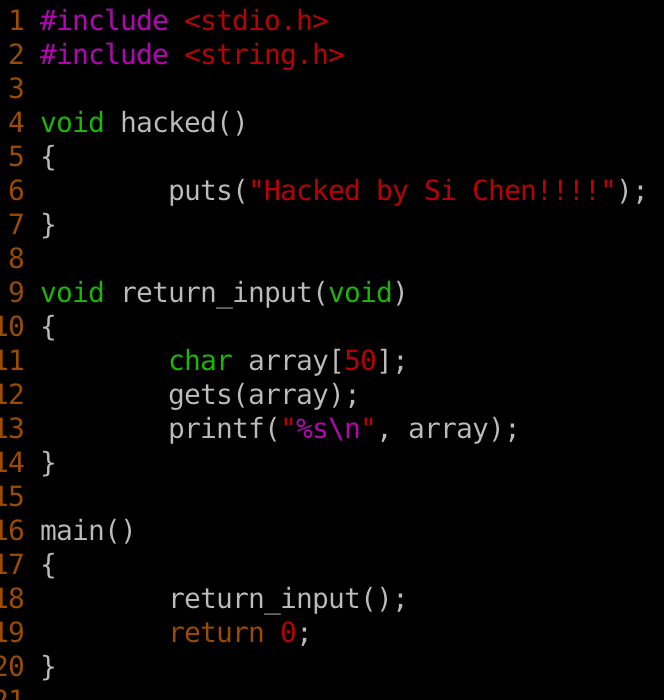 1 #include <stdio.h>
2 #include <string.h>
3
4 void hacked()
5 {
6         puts("Hacked by Si Chen!!!!");
7 }
8
9 void return_input(void)
10 {
11         char array[50];
12         gets(array);
13         printf("%s\n", array);
14 }
15
16 main()
17 {
18         return_input();
19         return 0;
20 }
21